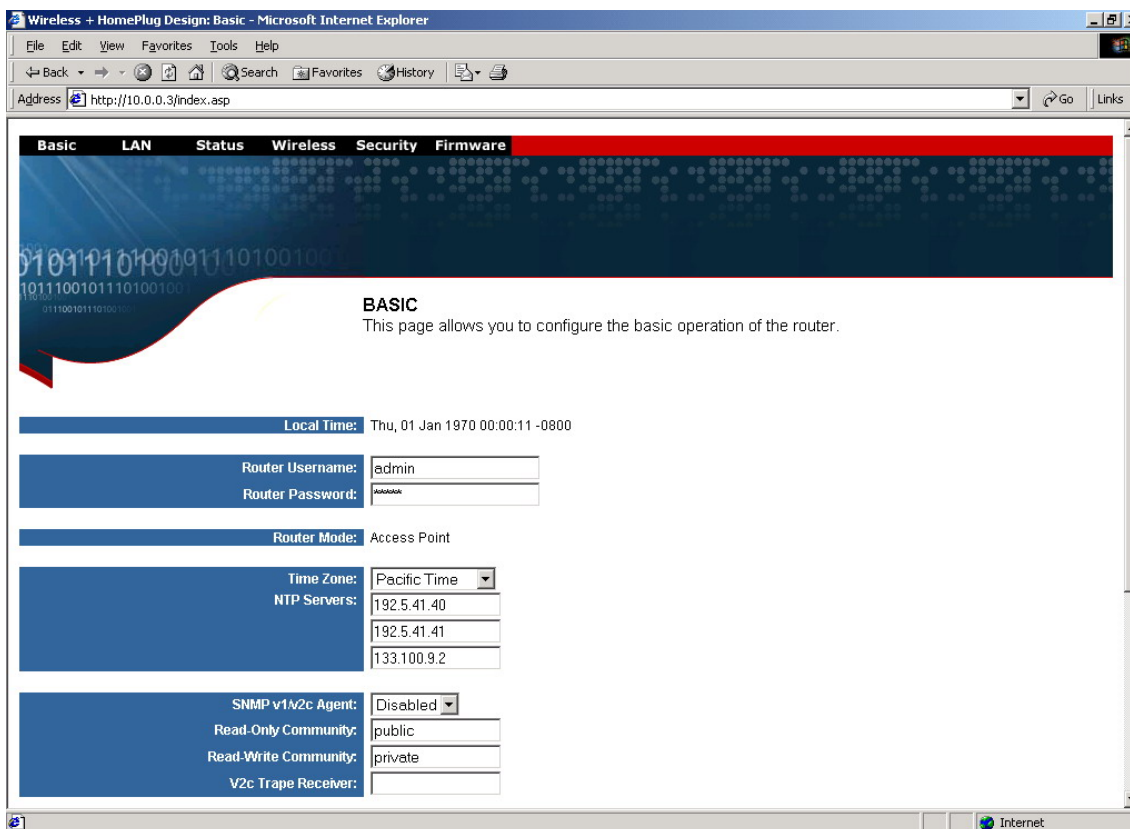 Wireless + HomePlug Design: Basic - Microsoft Internet Explorer
File Edit View Favorites Tools Help
Back Search Favorites History
Address http://10.0.0.3/index.asp Go Links
Basic LAN Status Wireless Security Firmware
BASIC
This page allows you to configure the basic operation of the router.
Local Time: Thu, 01 Jan 1970 00:00:11 -0800
Router Username: admin
Router Password: *****
Router Mode: Access Point
Time Zone: Pacific Time
NTP Servers: 192.5.41.40
192.5.41.41
133.100.9.2
SNMP v1/v2c Agent: Disabled
Read-Only Community: public
Read-Write Community: private
V2c Trape Receiver:
Internet